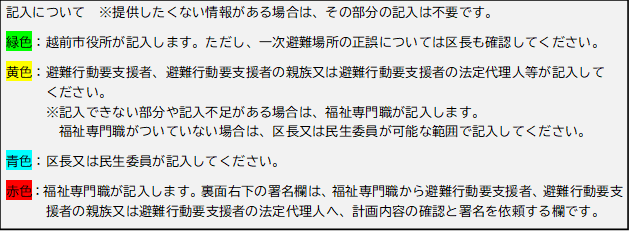 記入について　※提供したくない情報がある場合は、その部分の記入は不要です。
緑色：越前市役所が記入します。ただし、一次避難場所の正誤については区長も確認してください。
黄色：避難行動要支援者、避難行動要支援者の親族又は避難行動要支援者の法定代理人等が記入して
ください。
※記入できない部分や記入不足がある場合は、福祉専門職が記入します。
福祉専門職がついていない場合は、区長又は民生委員が可能な範囲で記入してください。
青色：区長又は民生委員が記入してください。
赤色：福祉専門職が記入します。裏面右下の署名欄は、福祉専門職から避難行動要支援者、避難行動要支
援者の親族又は避難行動要支援者の法定代理人へ、計画内容の確認と署名を依頼する欄です。